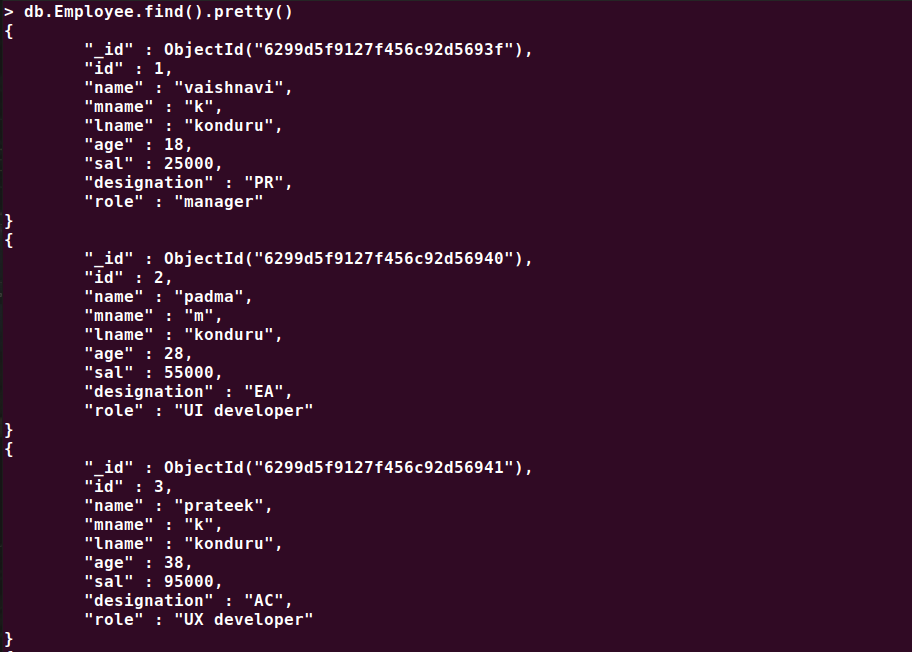 > db.Employee.find().pretty()
{
"_id" : ObjectId("6299d5f9127f456c92d5693f"),
"id" : 1,
"name" : "vaishnavi",
"mname" : "k",
"lname" : "konduru",
"age" : 18,
"sal" : 25000,
"designation" : "PR",
"role" : "manager"
}
{
"_id" : ObjectId("6299d5f9127f456c92d56940"),
"id" : 2,
"name" : "padma",
"mname" : "m",
"lname" : "konduru",
"age" : 28,
"sal" : 55000,
"designation" : "EA",
"role" : "UI developer"
}
{
"_id" : ObjectId("6299d5f9127f456c92d56941"),
"id" : 3,
"name" : "prateek",
"mname" : "k",
"lname" : "konduru",
"age" : 38,
"sal" : 95000,
"designation" : "AC",
"role" : "UX developer"
}